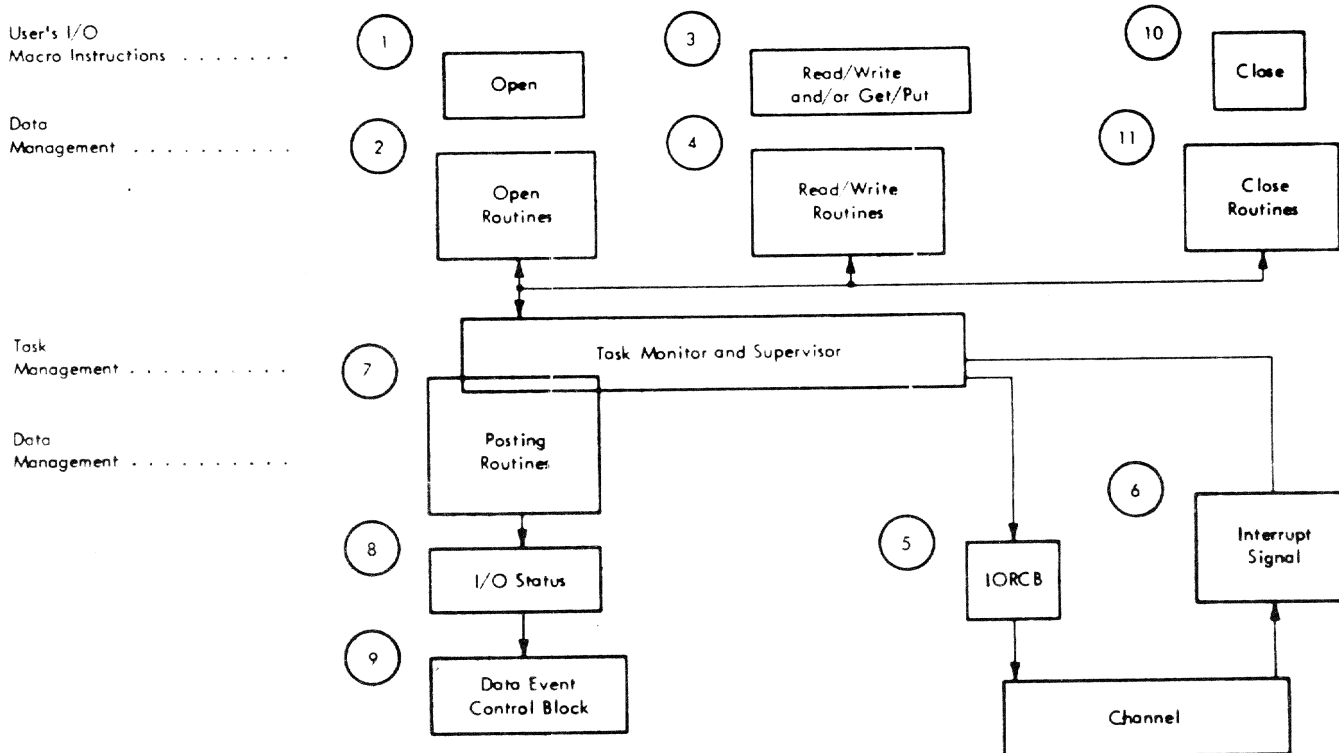 User's I/O
Macro Instructions . . . . . . .
1
Open
3
Read/Write
and/or Get/Put
10
Close
Data
Management . . . . . . . . . .
2
Open
Routines
4
Read/Write
Routines
11
Close
Routines
Task
Management . . . . . . . . . .
7
Task Monitor and Supervisor
Data
Management . . . . . . . . . .
Posting
Routines
6
Interrupt
Signal
8
I/O Status
5
IORCB
9
Data Event
Control Block
Channel